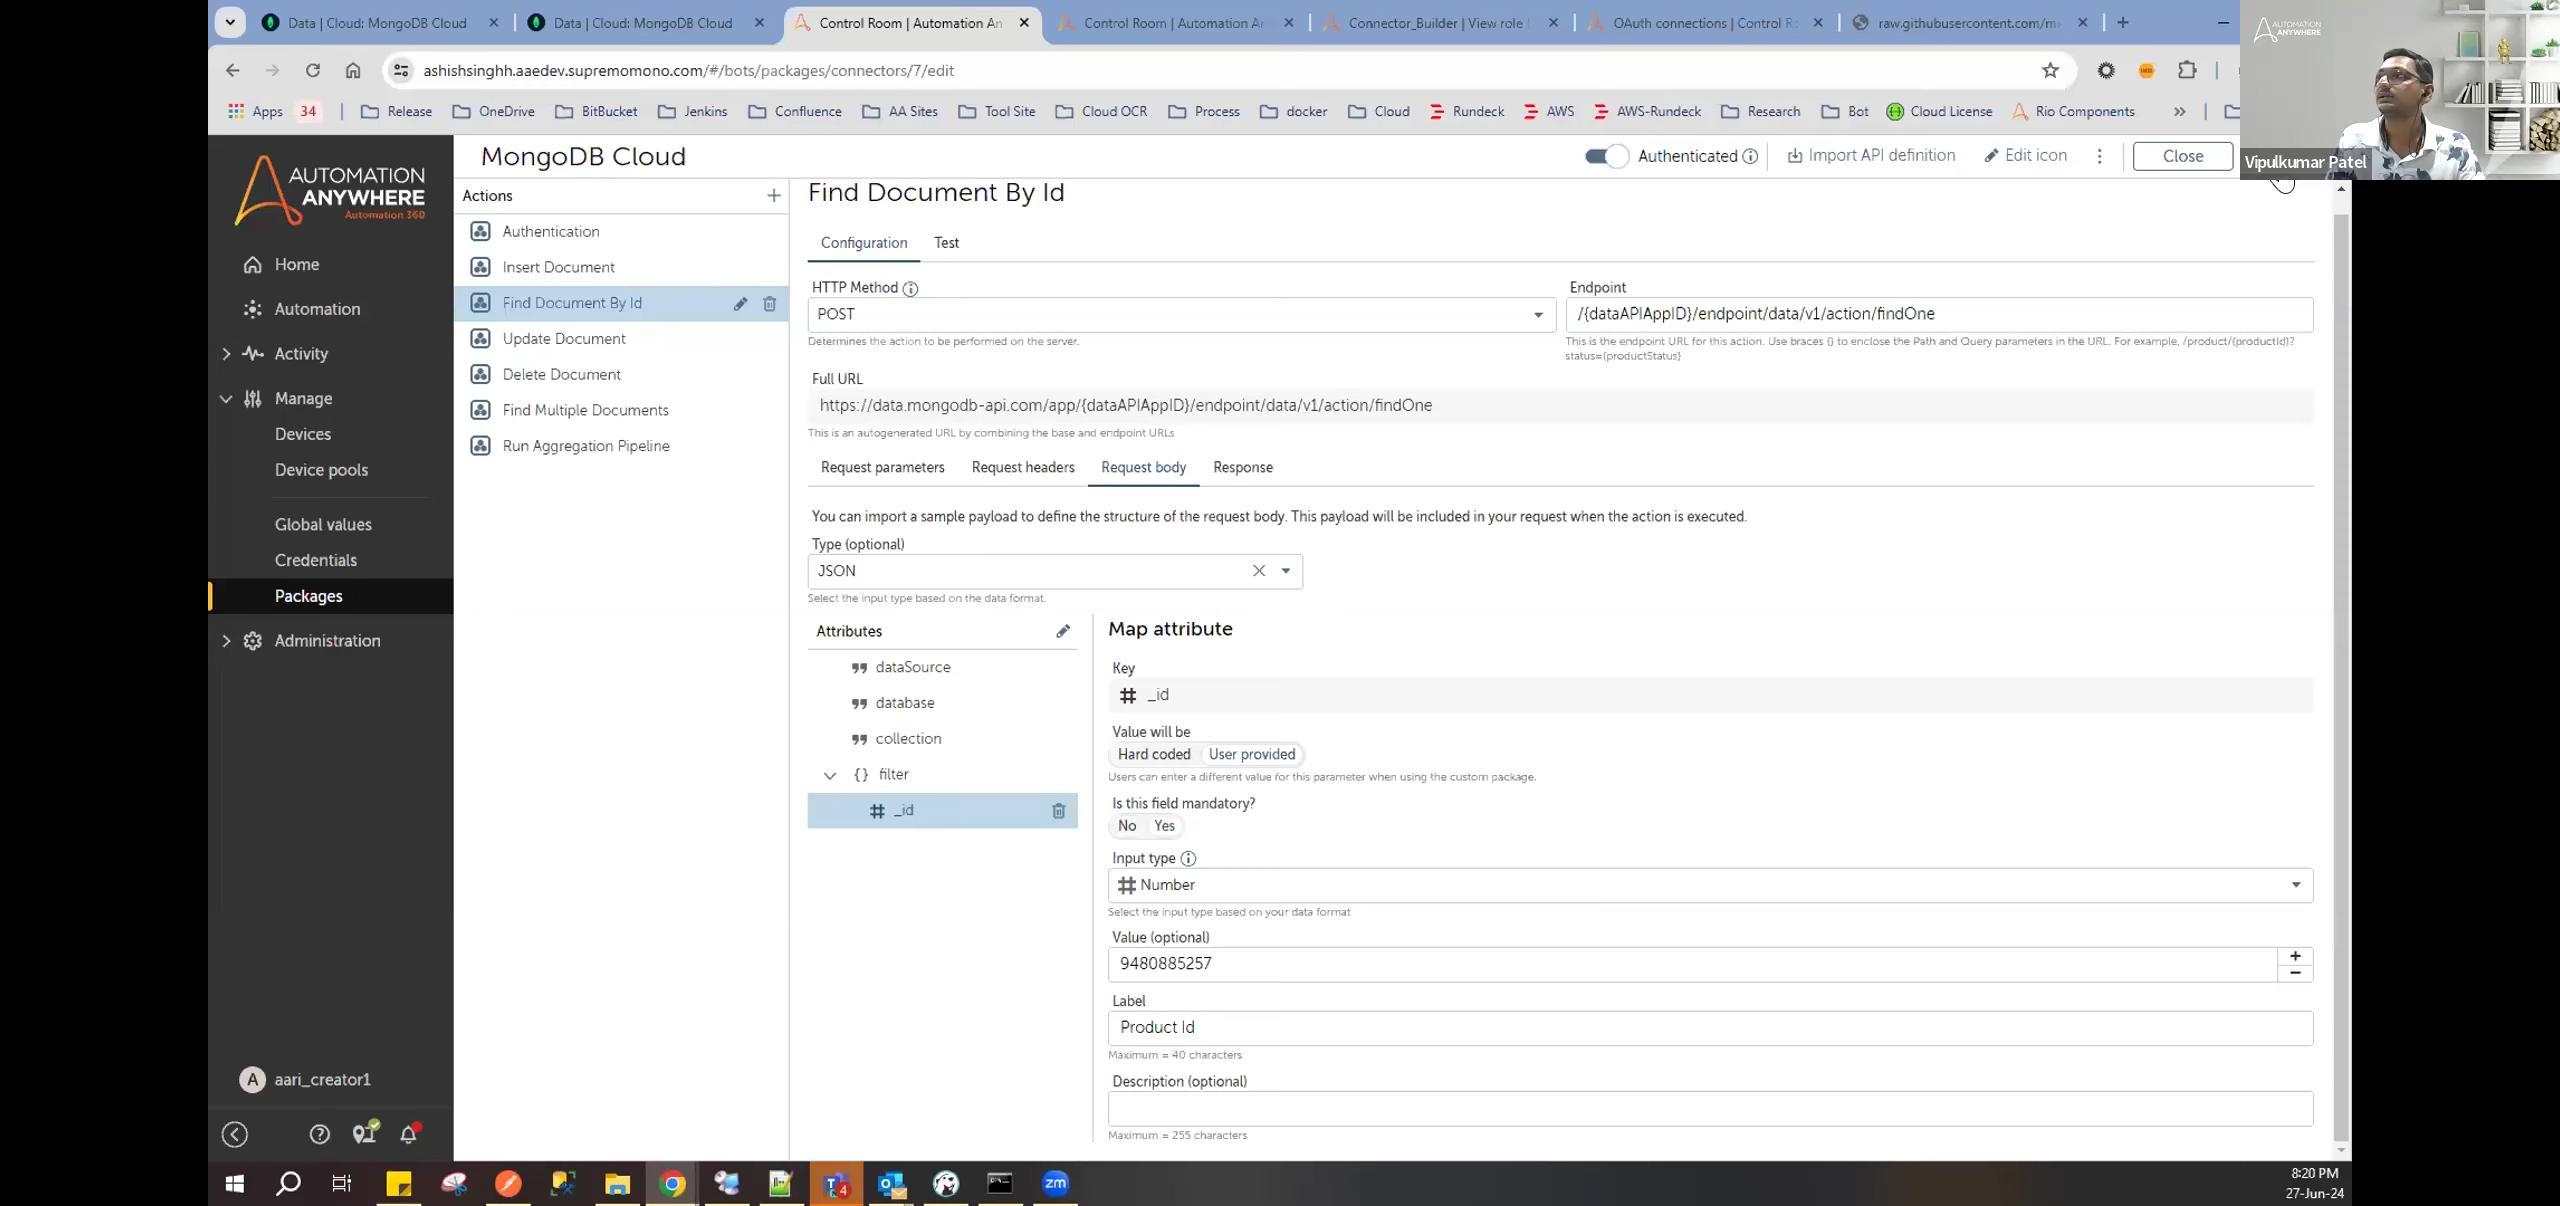 Data | Cloud: MongoDB Cloud
Data | Cloud: MongoDB Cloud
Control Room | Automation An
Control Room | Automation An
Connector_Builder | View role
OAuth connections | Control R
raw.githubusercontent.com/m
AUTOMATION
ANYWHERE
ashishsinghh.aaedev.supremomono.com/#/bots/packages/connectors/7/edit
Apps
34
Release
OneDrive
BitBucket
Jenkins
Confluence
AA Sites
Tool Site
Cloud OCR
Process
docker
Cloud
Rundeck
AWS
AWS-Rundeck
Research
Bot
Cloud License
Rio Components
Vipulkumar Patel
AUTOMATION
ANYWHERE
Automation 360
Home
Automation
Activity
Manage
Devices
Device pools
Global values
Credentials
Packages
Administration
A
aari_creator1
MongoDB Cloud
Authenticated
Import API definition
Edit icon
Close
Actions
Authentication
Insert Document
Find Document By Id
Update Document
Delete Document
Find Multiple Documents
Run Aggregation Pipeline
Find Document By Id
Configuration
Test
HTTP Method
POST
Determines the action to be performed on the server.
Endpoint
/{dataAPIAppID}/endpoint/data/v1/action/findOne
This is the endpoint URL for this action. Use braces {} to enclose the Path and Query parameters in the URL. For example, /product/{productId}?
status={productStatus}
Full URL
https://data.mongodb-api.com/app/{dataAPIAppID}/endpoint/data/v1/action/findOne
This is an autogenerated URL by combining the base and endpoint URLs
Request parameters
Request headers
Request body
Response
You can import a sample payload to define the structure of the request body. This payload will be included in your request when the action is executed.
Type (optional)
JSON
Select the input type based on the data format.
Attributes
dataSource
database
collection
{} filter
# _id
Map attribute
Key
# _id
Value will be
Hard coded
User provided
Users can enter a different value for this parameter when using the custom package.
Is this field mandatory?
No
Yes
Input type
# Number
Select the input type based on your data format
Value (optional)
9480885257
Label
Product Id
Maximum = 40 characters
Description (optional)
Maximum = 255 characters
4
zm
8:20 PM
27-Jun-24